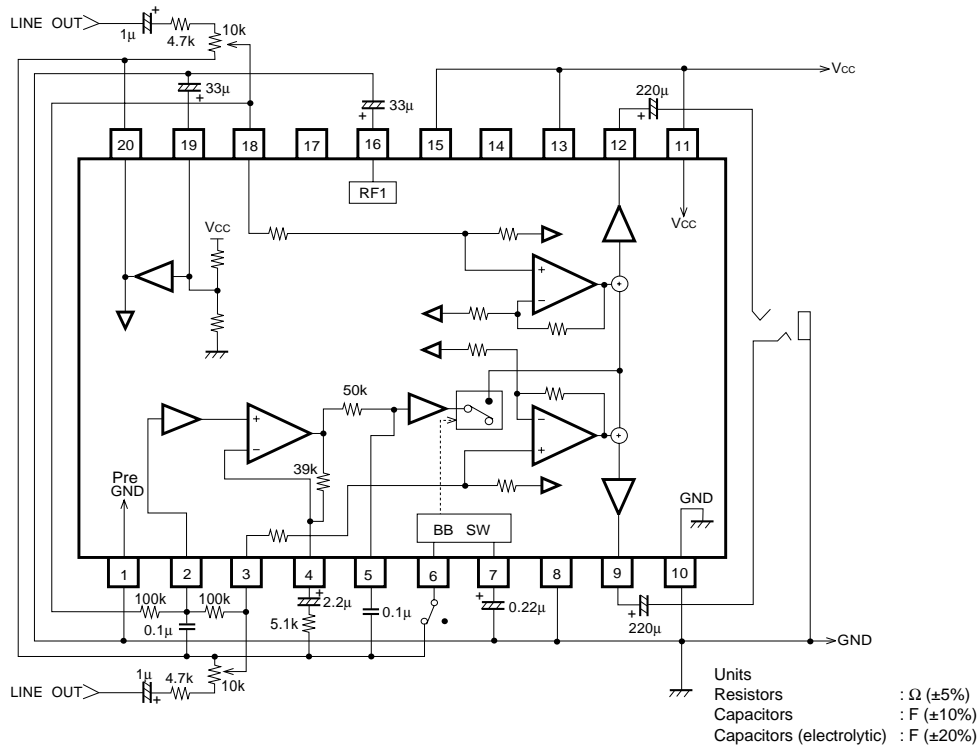 LINE OUT
1μ
4.7k
10k
33μ
33μ
220μ
Vcc
20
19
18
17
16
15
14
13
12
11
RF1
Vcc
Vcc
+
−
50k
+
−
39k
−
+
Pre
GND
GND
BB SW
1
2
3
4
5
6
7
8
9
10
100k
100k
0.1μ
2.2μ
5.1k
0.1μ
0.22μ
220μ
GND
LINE OUT
1μ
4.7k
10k
Units
Resistors : Ω (±5%)
Capacitors : F (±10%)
Capacitors (electrolytic) : F (±20%)